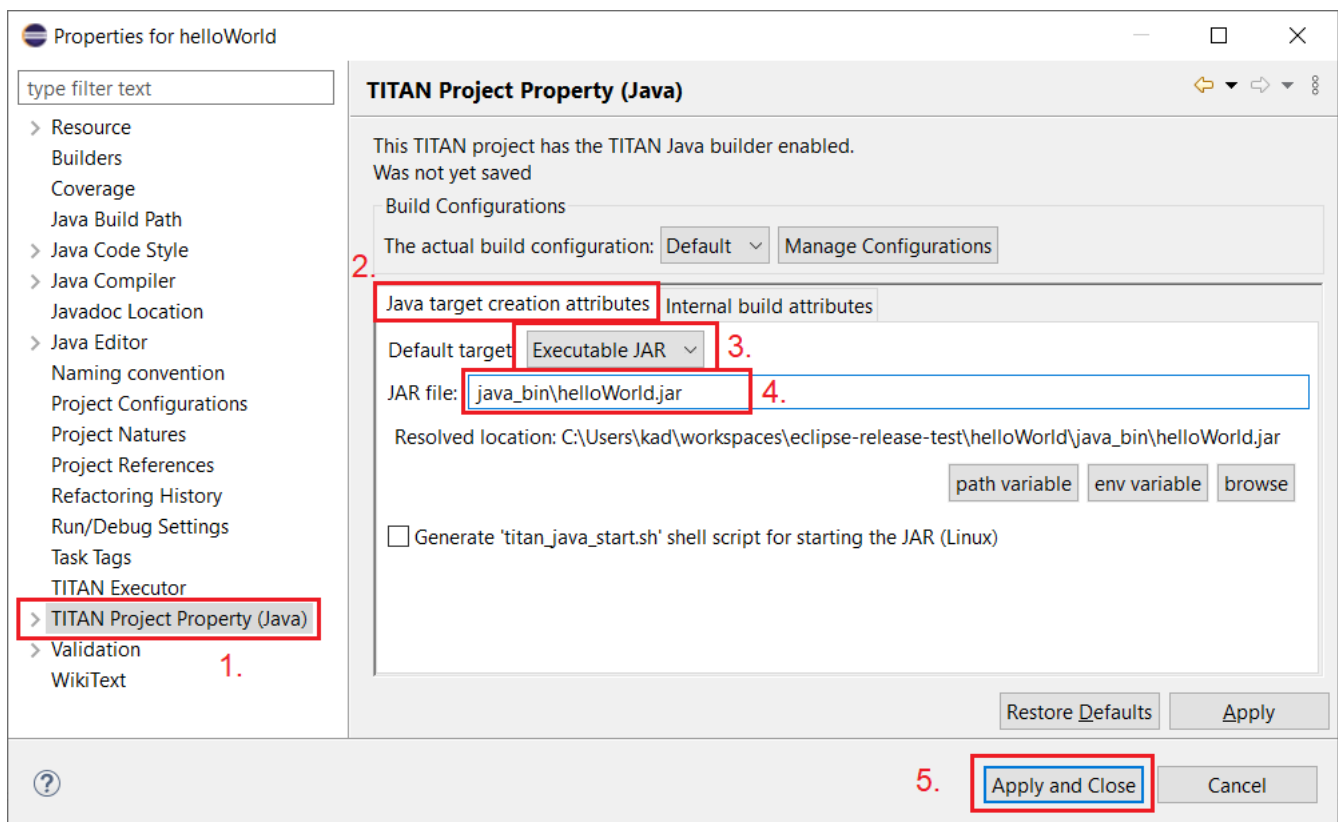 Properties for helloWorld
type filter text
Resource
Builders
Coverage
Java Build Path
Java Code Style
Java Compiler
Javadoc Location
Java Editor
Naming convention
Project Configurations
Project Natures
Project References
Refactoring History
Run/Debug Settings
Task Tags
TITAN Executor
TITAN Project Property (Java)
1.
Validation
WikiText
TITAN Project Property (Java)
This TITAN project has the TITAN Java builder enabled.
Was not yet saved
Build Configurations
The actual build configuration: Default Manage Configurations
2.
Java target creation attributes Internal build attributes
Default target Executable JAR 3.
JAR file: java_bin\helloWorld.jar 4.
Resolved location: C:\Users\kad\workspaces\eclipse-release-test\helloWorld\java_bin\helloWorld.jar
path variable env variable browse
Generate 'titan_java_start.sh' shell script for starting the JAR (Linux)
Restore Defaults Apply
? 5. Apply and Close Cancel